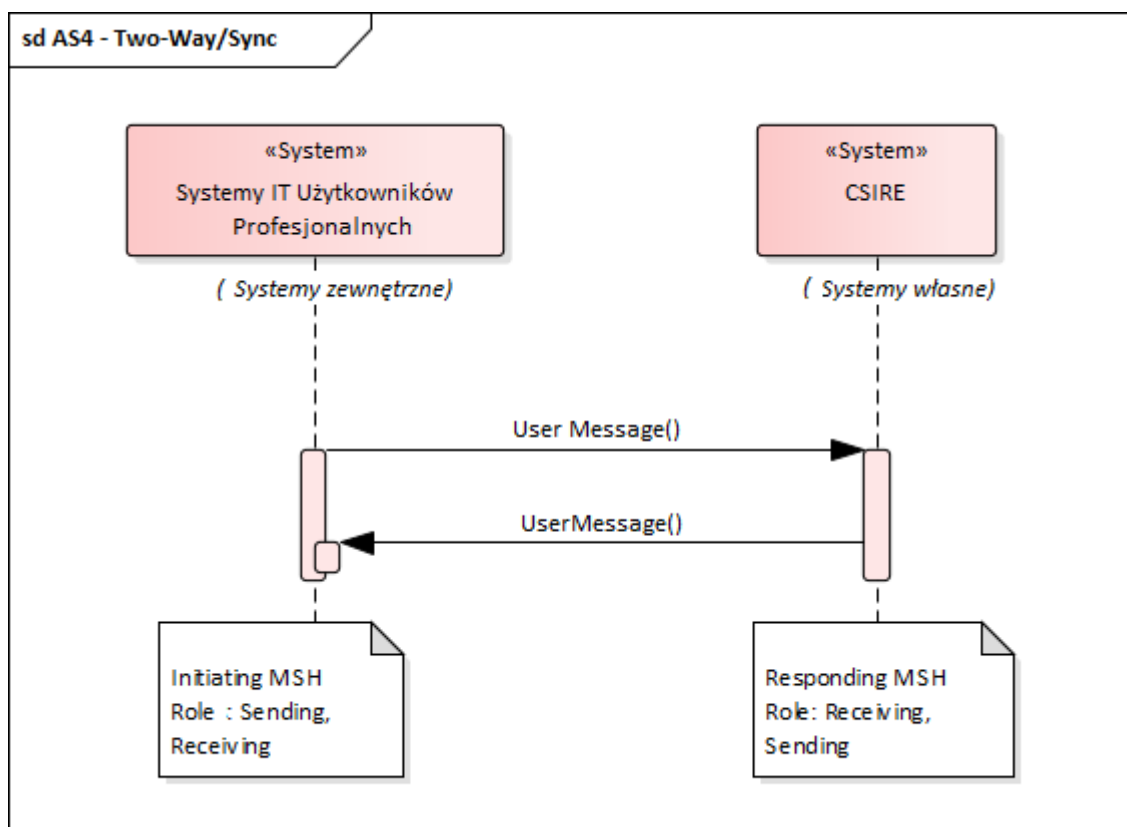 sd AS4 - Two-Way/Sync
«System»
Systemy IT Użytkowników
Profesjonalnych
( Systemy zewnętrzne)
«System»
CSIRE
( Systemy własne)
User Message()
UserMessage()
Initiating MSH
Role : Sending,
Receiving
Responding MSH
Role: Receiving,
Sending